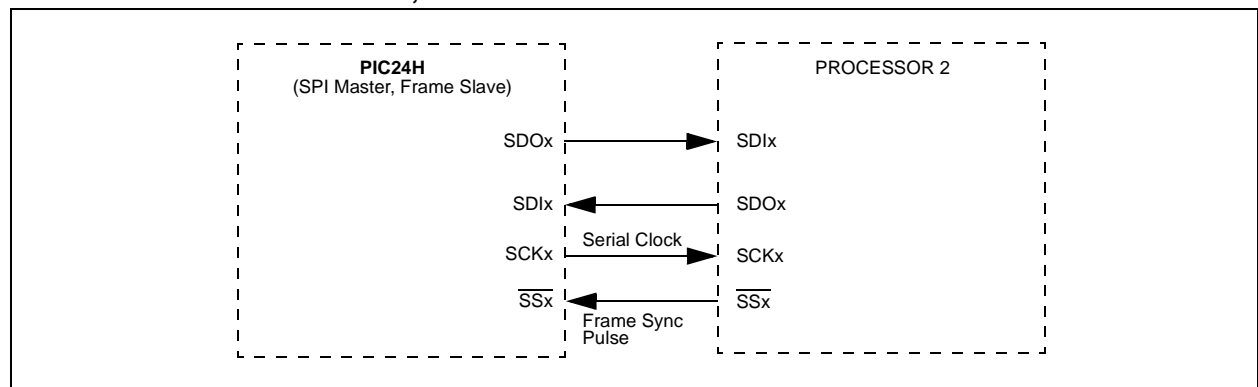 PIC24H
(SPI Master, Frame Slave)
PROCESSOR 2
SDOx
SDIx
SDIx
SDOx
Serial Clock
SCKx
SCKx
SSx
SSx
Frame Sync
Pulse